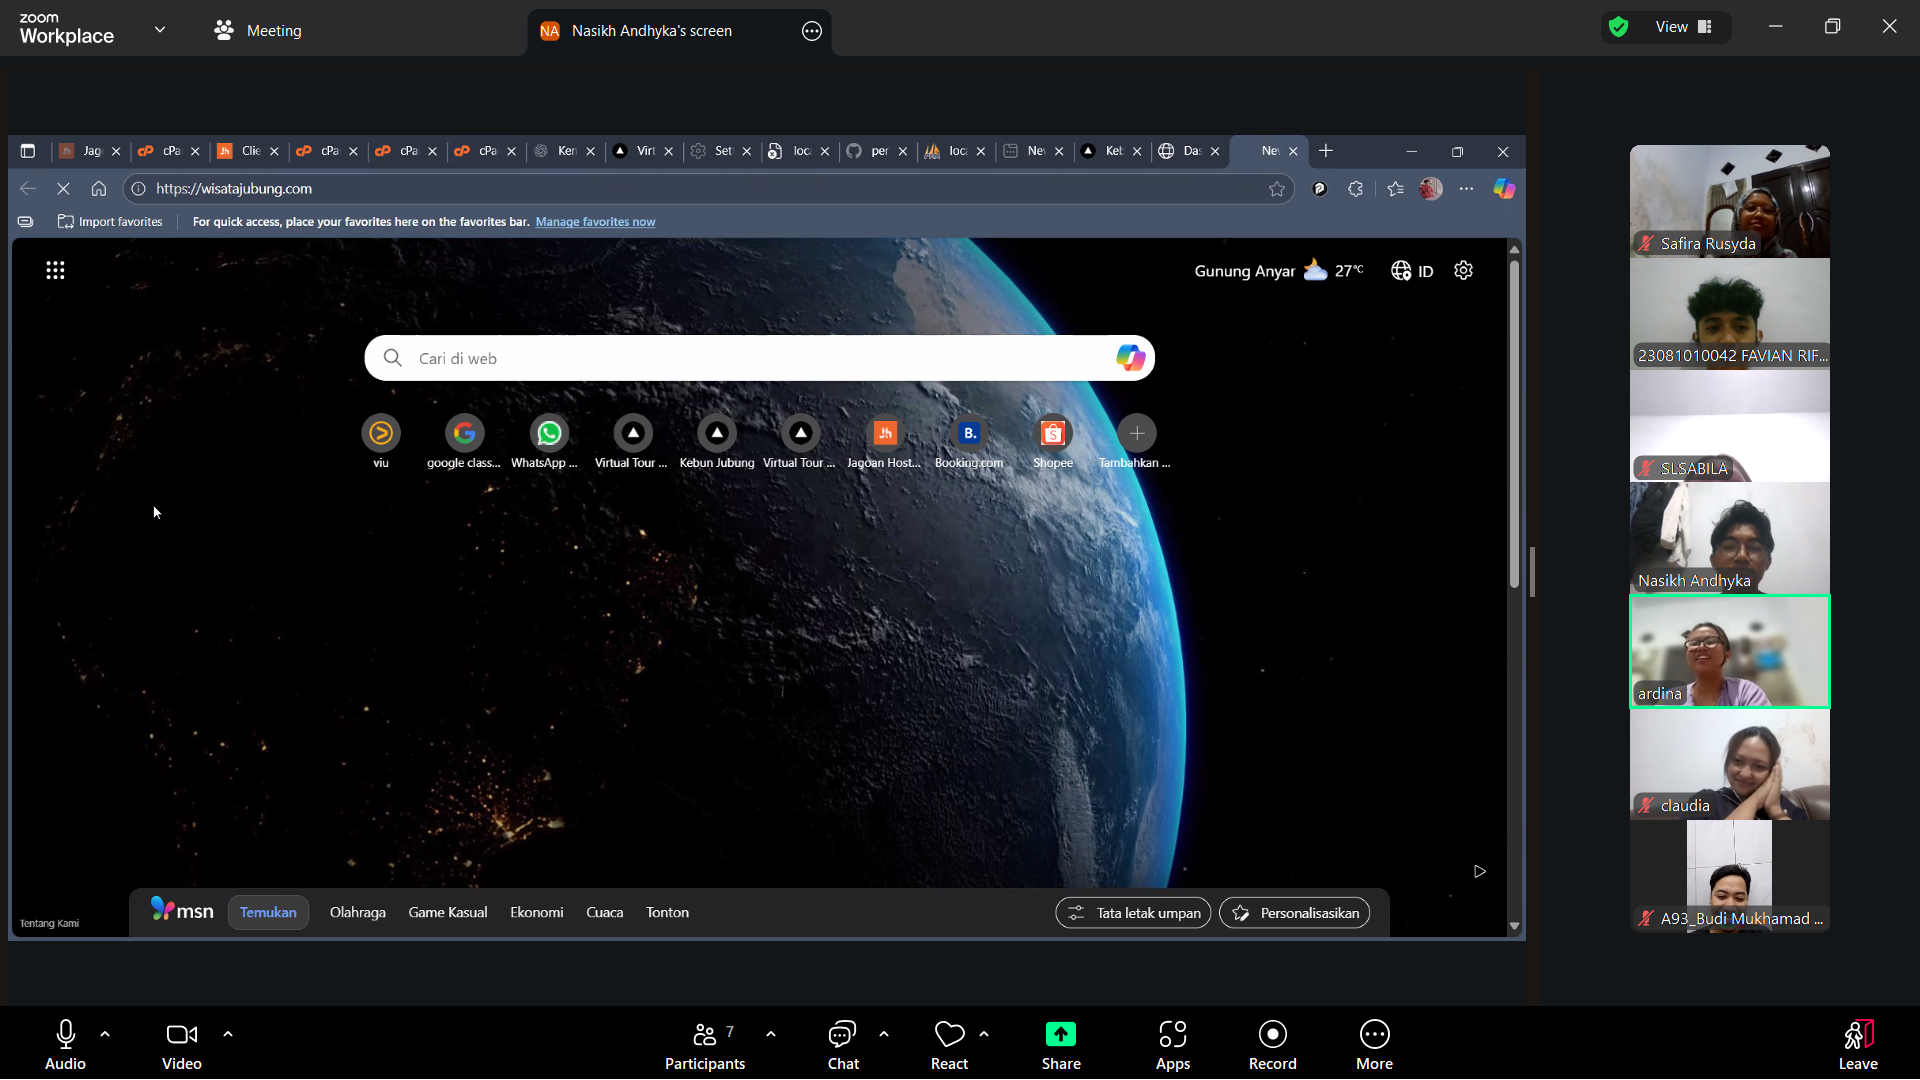 zoom
Workplace
Meeting
NA Nasikh Andhyka's screen
View
Jag
cPa
Clie
cPa
cPa
cPa
Ken
Virt
Set
loca
per
loca
Nev
Keb
Das
Nev
https://wisatajubung.com
Import favorites
For quick access, place your favorites here on the favorites bar. Manage favorites now
Gunung Anyar 27°C ID
Cari di web
viu
google class...
WhatsApp ...
Virtual Tour ...
Kebun Jubung
Virtual Tour ...
Jagoan Host...
B.
Booking.com
Shopee
Tambahkan ...
msn Temukan Olahraga Game Kasual Ekonomi Cuaca Tonton
Tata letak umpan
Personalisasikan
Tentang Kami
Safira Rusyda
23081010042 FAVIAN RIF...
SLSABILA
Nasikh Andhyka
ardina
claudia
A93_Budi Mukhamad ...
Audio
Video
7
Participants
Chat
React
Share
Apps
Record
More
Leave